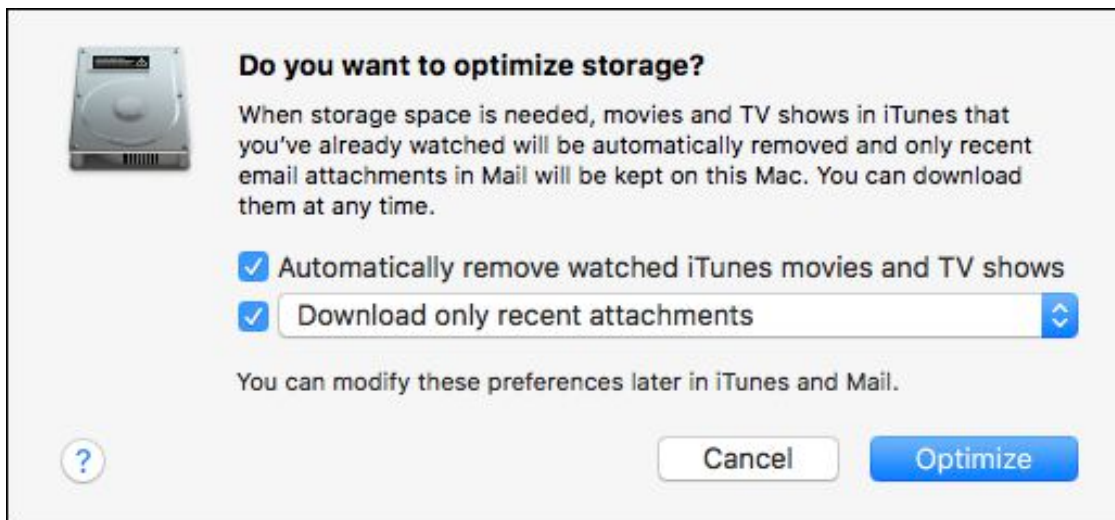 Do you want to optimize storage?
When storage space is needed, movies and TV shows in iTunes that
you’ve already watched will be automatically removed and only recent
email attachments in Mail will be kept on this Mac. You can download
them at any time.
Automatically remove watched iTunes movies and TV shows
Download only recent attachments
You can modify these preferences later in iTunes and Mail.
?
Cancel
Optimize